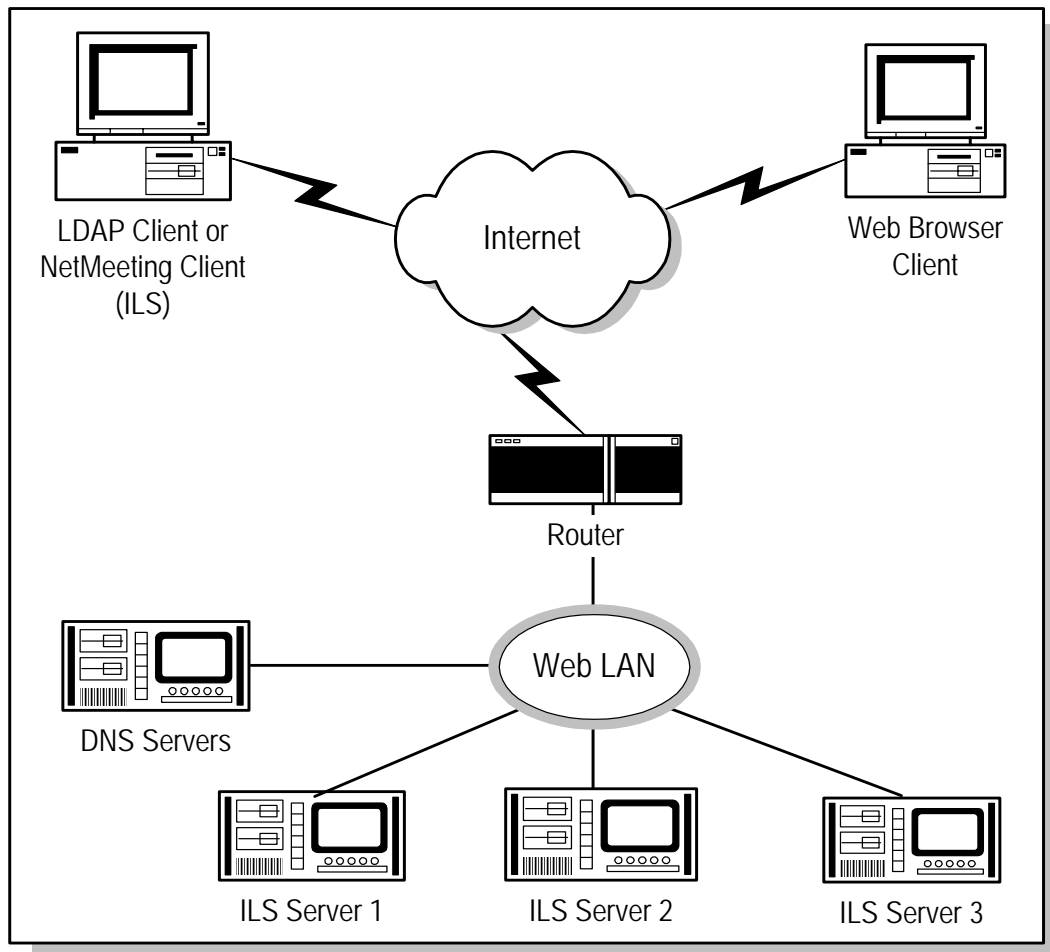 LDAP Client or
NetMeeting Client
(ILS)
Internet
Web Browser
Client
Router
Web LAN
DNS Servers
ILS Server 1
ILS Server 2
ILS Server 3